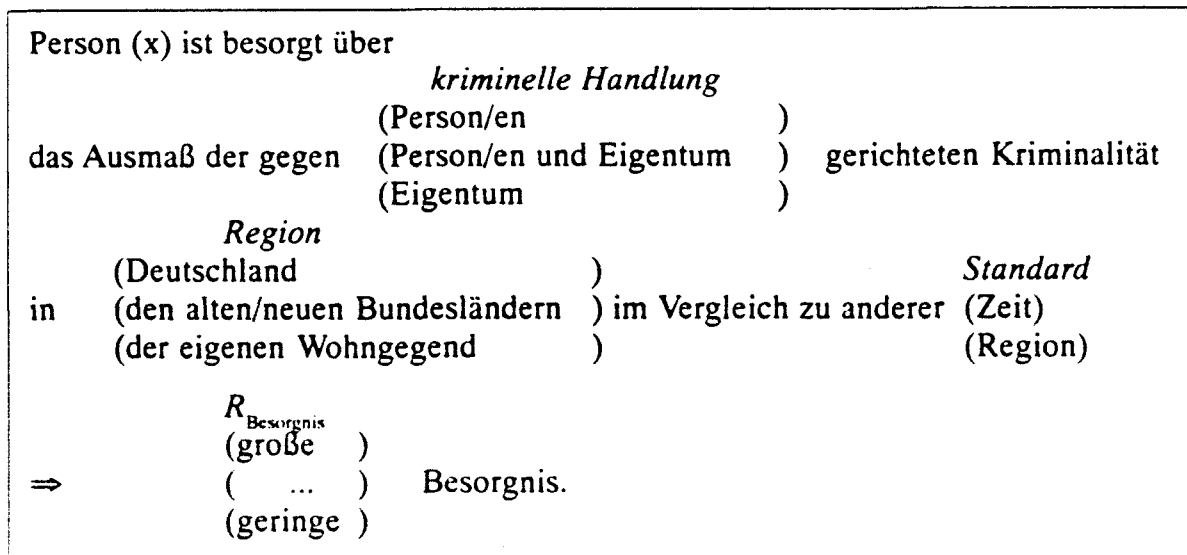 Person (x) ist besorgt über
kriminelle Handlung
(Person/en )
das Ausmaß der gegen (Person/en und Eigentum ) gerichteten Kriminalität
(Eigentum )
Region
(Deutschland ) Standard
in (den alten/neuen Bundesländern ) im Vergleich zu anderer (Zeit)
(der eigenen Wohngegend ) (Region)
R Besorgnis
(große )
⇒ ( ... ) Besorgnis.
(geringe )